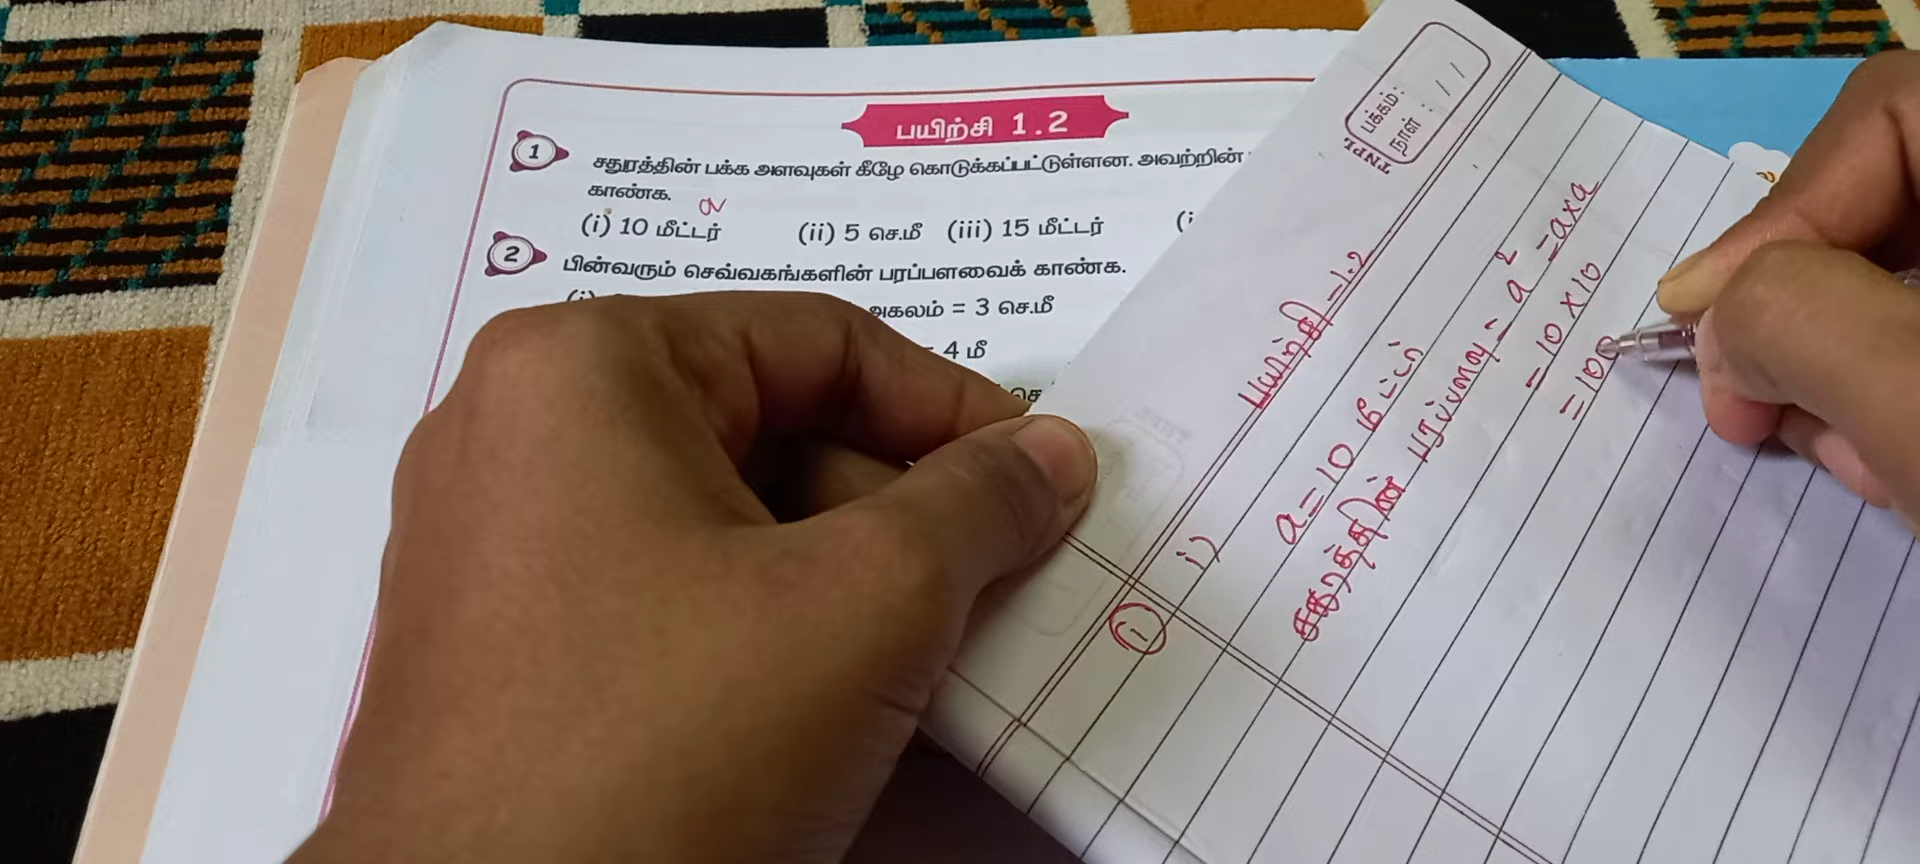 பயிற்சி 1.2
1 சதுரத்தின் பக்க அளவுகள் கீழே கொடுக்கப்பட்டுள்ளன. அவற்றின்
காண்க.
a
(i) 10 மீட்டர் (ii) 5 செ.மீ (iii) 15 மீட்டர்
2 பின்வரும் செவ்வகங்களின் பரப்பளவைக் காண்க.
அகலம் = 3 செ.மீ
4 மீ
TNPL
பக்கம் :
நாள் : / /
பயிற்சி - 1.2
1 i)
a = 10 மீட்டர்
சதுரத்தின் பரப்பளவு = a² = a×a
= 10 × 10
= 100